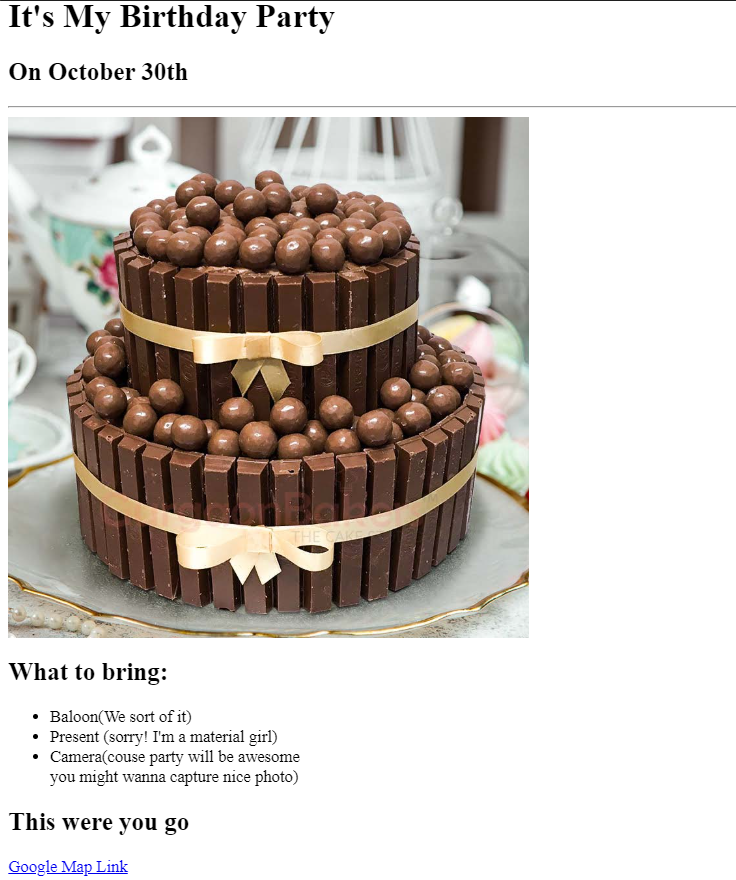 It's My Birthday Party
On October 30th
THE CAKE
What to bring:
Baloon(We sort of it)
Present (sorry! I'm a material girl)
Camera(couse party will be awesome
you might wanna capture nice photo)
This were you go
Google Map Link